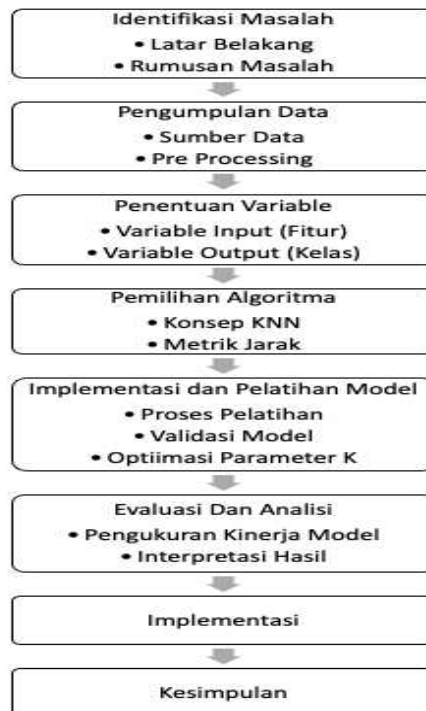 Identifikasi Masalah
• Latar Belakang
• Rumusan Masalah
Pengumpulan Data
• Sumber Data
• Pre Processing
Penentuan Variable
• Variable Input (Fitur)
• Variable Output (Kelas)
Pemilihan Algoritma
• Konsep KNN
• Metrik Jarak
Implementasi dan Pelatihan Model
• Proses Pelatihan
• Validasi Model
• Optiimasi Parameter K
Evaluasi Dan Analisi
• Pengukuran Kinerja Model
• Interpretasi Hasil
Implementasi
Kesimpulan